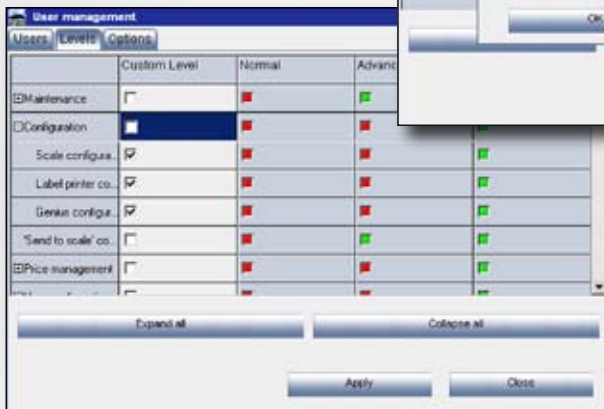 User management
Users Levels Options
Custom Level Normal Advanc
Maintenance
Configuration
Scale configura...
Label printer co...
Genius configur...
'Send to scale' co...
Price management
Expand all Collapse all
Apply Close
OK